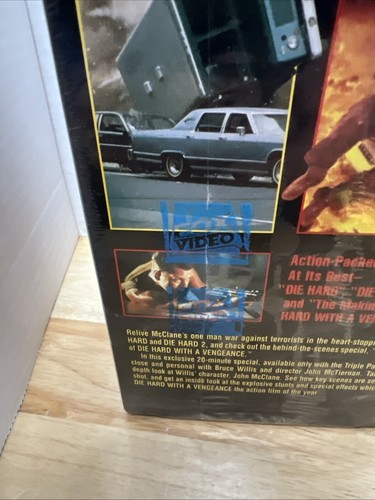 VIDEO
Action-Packe
At Its Best—
"DIE HARD" "DIE
and "The Making
HARD WITH A VE
Relive McClane's one man war against terrorists in the heart-stopp
HARD and DIE HARD 2, and check out the behind-the-scenes special,
of DIE HARD WITH A VENGEANCE.
In this exclusive 20-minute special, available only with the Triple Pa
close and personal with Bruce Willis and director John McTiernan. Ta
depth look at Willis' character, John McClane. See how key scenes are se
shot, and get an inside look at the explosive stunts and special effects which
DIE HARD WITH A VENGEANCE the action film of the year